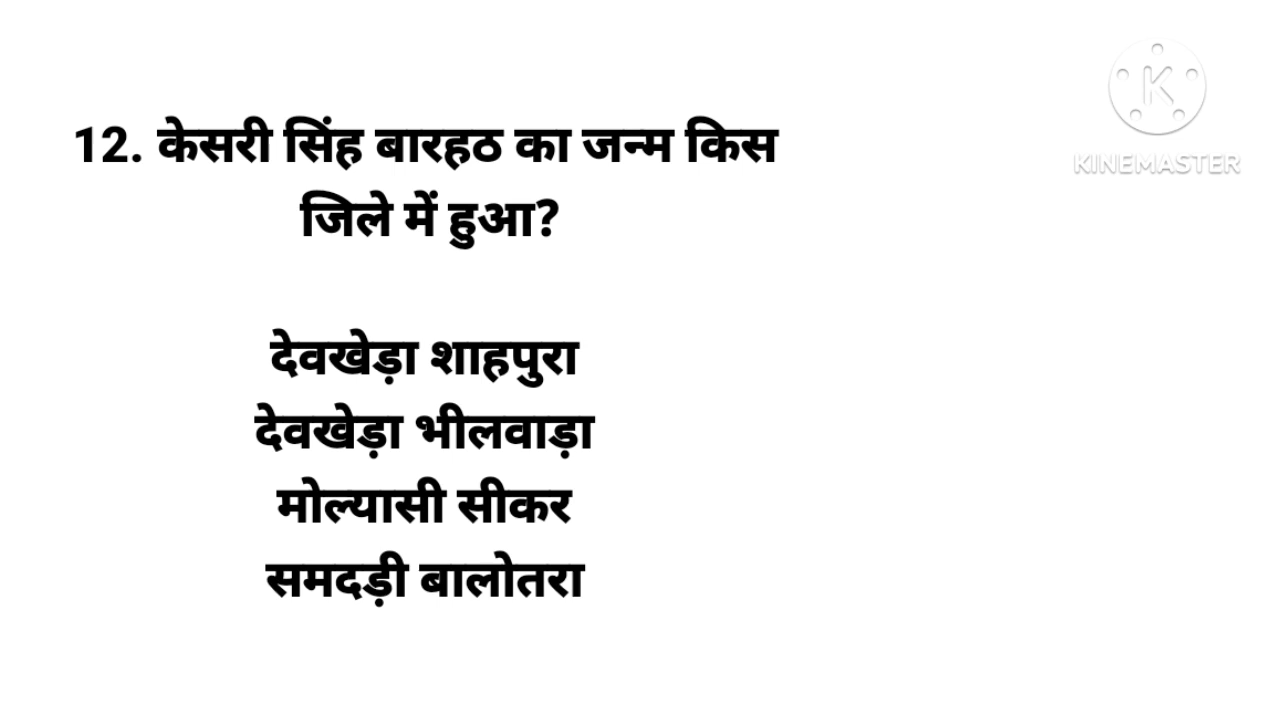 12. केसरी सिंह बारहठ का जन्म किस
जिले में हुआ?
देवखेड़ा शाहपुरा
देवखेड़ा भीलवाड़ा
मोल्यासी सीकर
समदड़ी बालोतरा
K
KINEMASTER